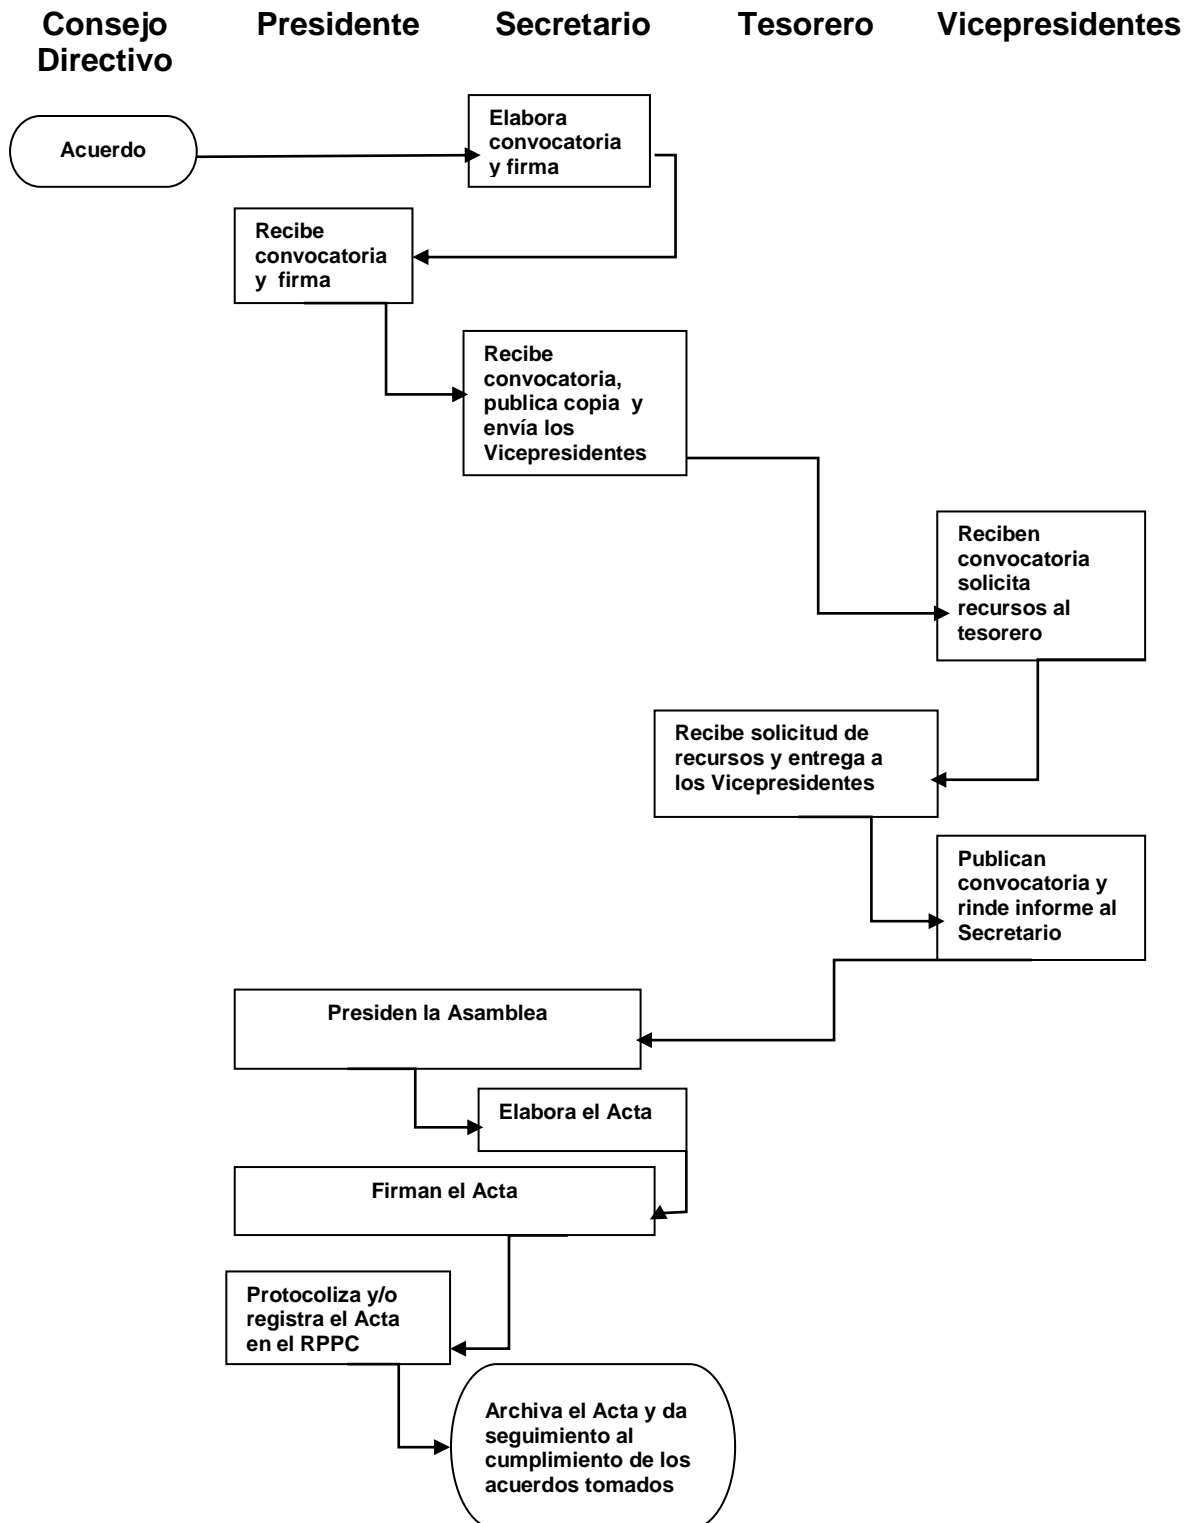 Consejo
Directivo
Presidente
Secretario
Tesorero
Vicepresidentes
Acuerdo
Elabora
convocatoria
y firma
Recibe
convocatoria
y firma
Recibe
convocatoria,
publica copia y
envía los
Vicepresidentes
Reciben
convocatoria
solicita
recursos al
tesorero
Recibe solicitud de
recursos y entrega a
los Vicepresidentes
Publican
convocatoria y
rinde informe al
Secretario
Presiden la Asamblea
Elabora el Acta
Firman el Acta
Protocoliza y/o
registra el Acta
en el RPPC
Archiva el Acta y da
seguimiento al
cumplimiento de los
acuerdos tomados